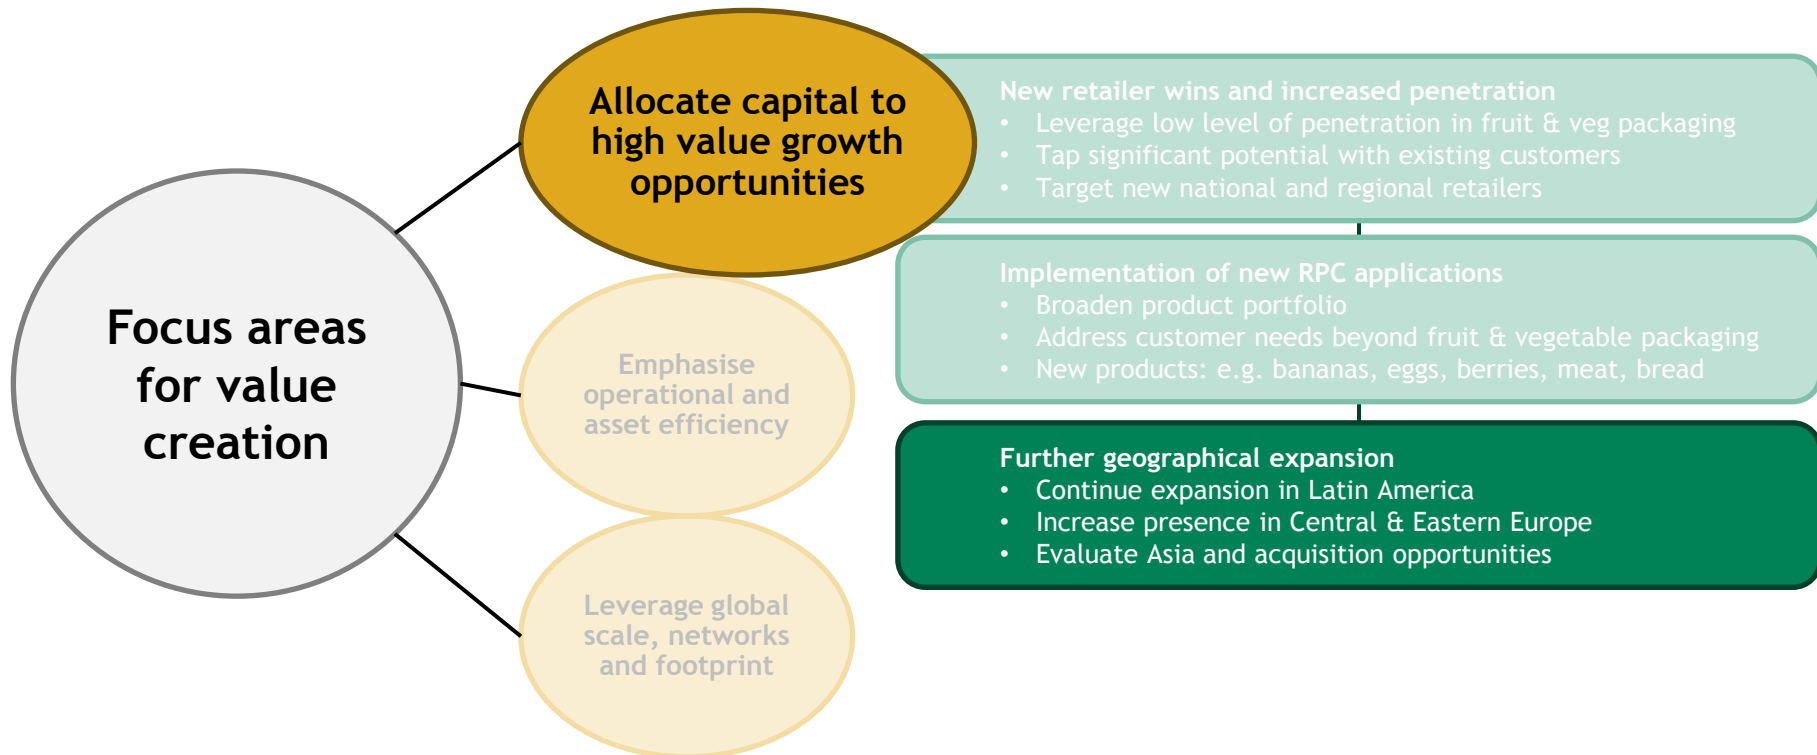 Focus areas
for value
creation
Allocate capital to
high value growth
opportunities
Emphasise
operational and
asset efficiency
Leverage global
scale, networks
and footprint
New retailer wins and increased penetration
• Leverage low level of penetration in fruit & veg packaging
• Tap significant potential with existing customers
• Target new national and regional retailers
Implementation of new RPC applications
• Broaden product portfolio
• Address customer needs beyond fruit & vegetable packaging
• New products: e.g. bananas, eggs, berries, meat, bread
Further geographical expansion
• Continue expansion in Latin America
• Increase presence in Central & Eastern Europe
• Evaluate Asia and acquisition opportunities